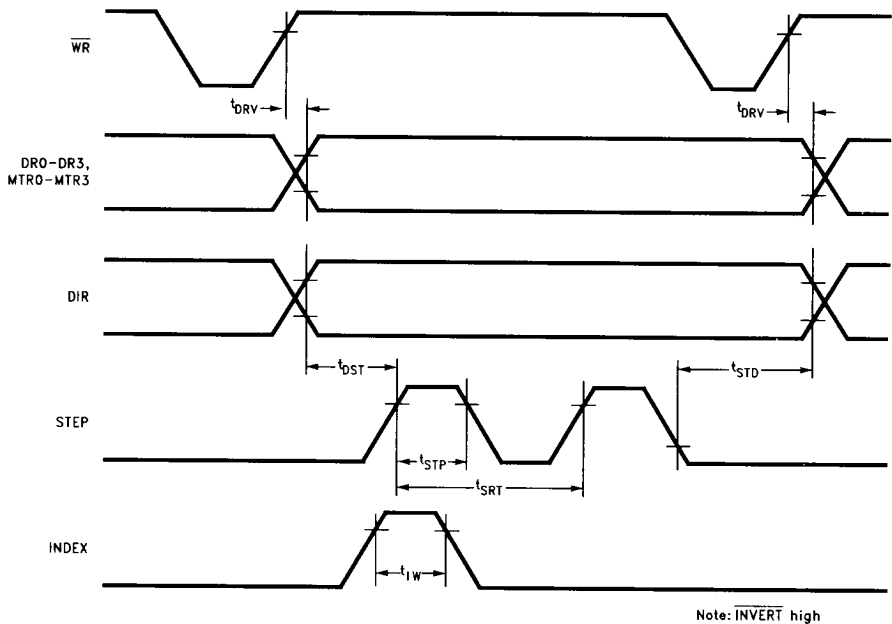 WR
tDRV
tDRV
DR0-DR3,
MTR0-MTR3
DIR
tDST
tSTD
STEP
tSTP
tSRT
INDEX
tIW
Note: INVERT high